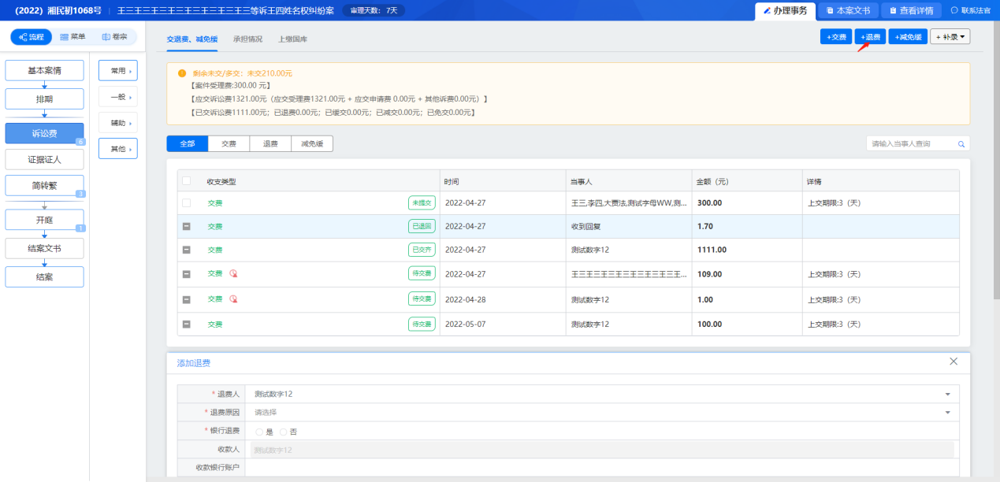 (2022) 湘民初1068号 | 王三王三王三王三王三王三王三王三王三等诉王四姓名权纠纷案 审理天数: 7天 办理事务 本案文书 查看详情 联系法官
流程 菜单 卷宗
交退费、减免缓 承担情况 上缴国库
+交费 +退费 +减免缓 + 补录
基本案情
排期
诉讼费 6
证据证人
简转繁 3
开庭 1
结案文书
结案
常用
一般
辅助
其他
剩余未交/多交: 未交210.00元
【案件受理费:300.00 元】
【应交诉讼费1321.00元（应交受理费1321.00元 + 应交申请费 0.00元 + 其他诉费0.00元）】
【已交诉讼费1111.00元; 已退费0.00元; 已缓交0.00元; 已减交0.00元; 已免交0.00元】
全部 交费 退费 减免缓
请输入当事人查询
收支类型 时间 当事人 金额（元） 详情
交费 未提交 2022-04-27 王三,李四,大贾法,测试字母WW,测... 300.00 上交期限:3（天）
交费 已退回 2022-04-27 收到回复 1.70
交费 已交齐 2022-04-27 测试数字12 1111.00
交费 待交费 2022-04-27 王三王三王三王三王三王三王三王... 109.00 上交期限:3（天）
交费 待交费 2022-04-28 测试数字12 1.00 上交期限:3（天）
交费 待交费 2022-05-07 测试数字12 100.00 上交期限:3（天）
添加退费
* 退费人 测试数字12
* 退费原因 请选择
* 银行退费 是 否
收款人 测试数字12
收款银行账户